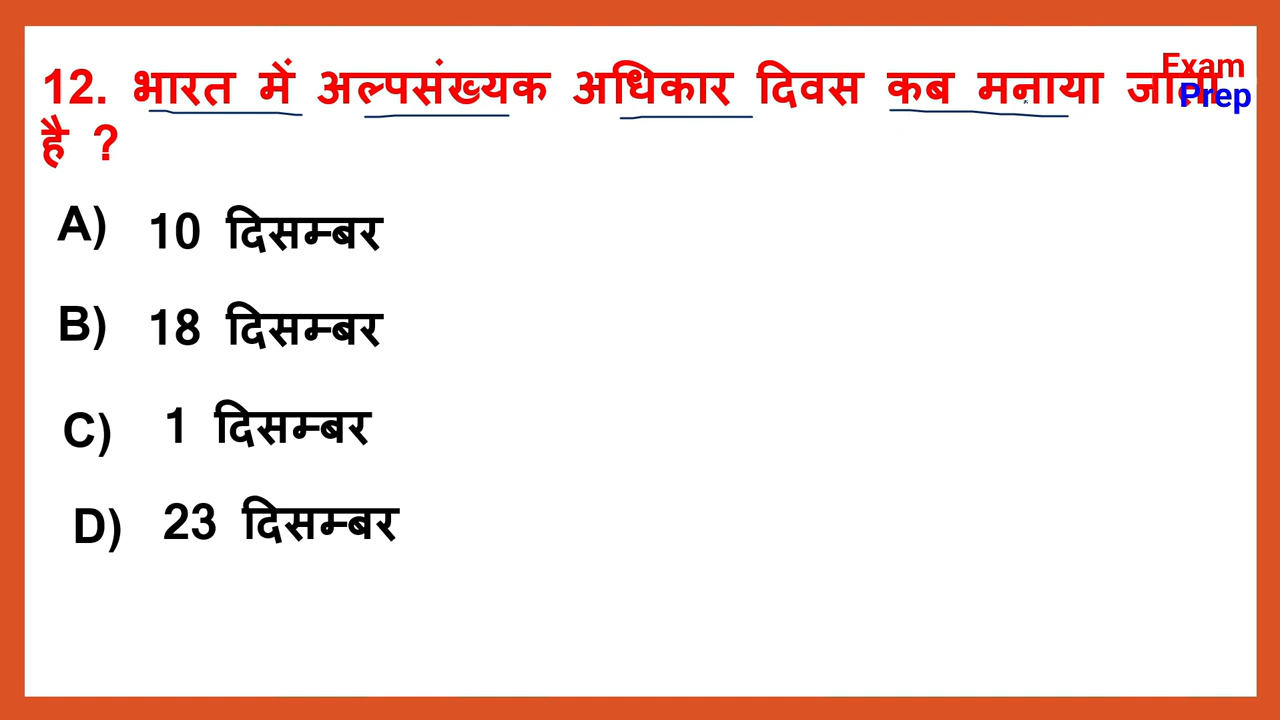 12. भारत में अल्पसंख्यक अधिकार दिवस कब मनाया जाता
है ?
Exam
Prep
A) 10 दिसम्बर
B) 18 दिसम्बर
C) 1 दिसम्बर
D) 23 दिसम्बर